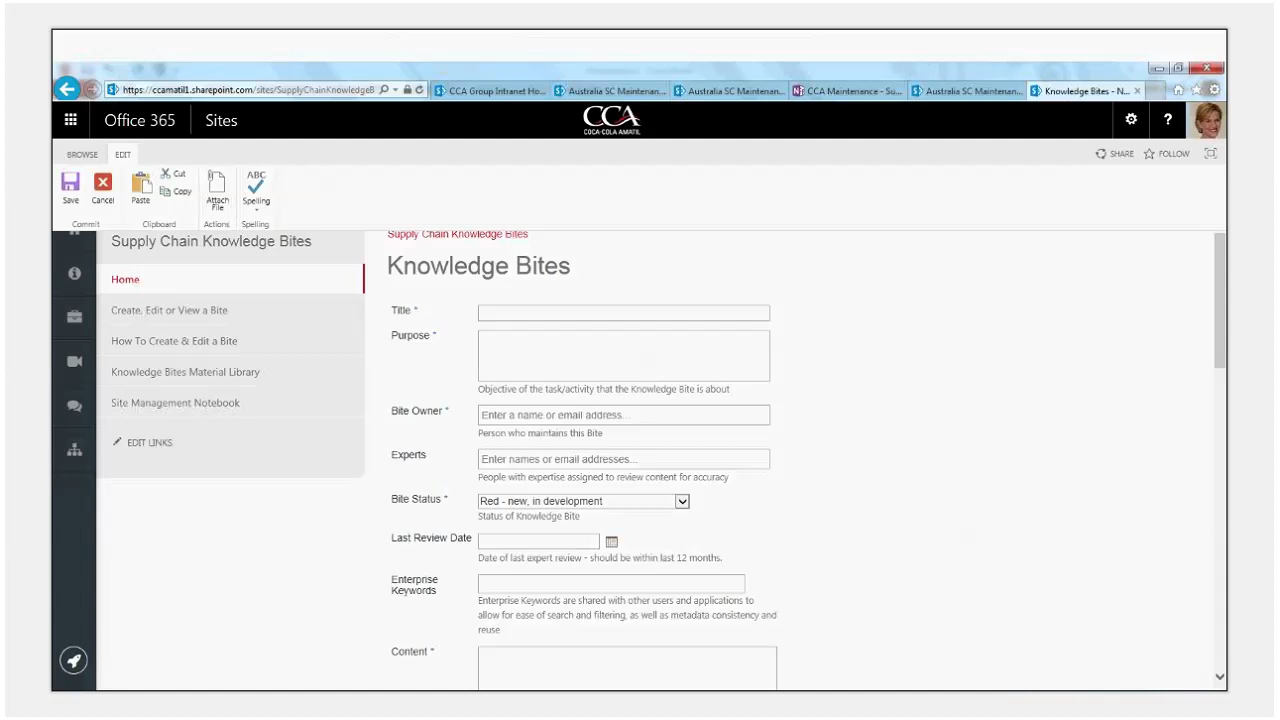 https://ccamatil1.sharepoint.com/sites/SupplyChainKnowledgeB
CCA Group Intranet Ho...
Australia SC Maintenan...
Australia SC Maintenan...
CCA Maintenance - Su...
Australia SC Maintenan...
Knowledge Bites - N...
Office 365
Sites
CCA
COCA-COLA AMATIL
?
BROWSE
EDIT
SHARE
FOLLOW
Save
Cancel
Paste
Cut
Copy
Attach File
ABC
Spelling
Commit
Clipboard
Actions
Spelling
Supply Chain Knowledge Bites
Home
Create, Edit or View a Bite
How To Create & Edit a Bite
Knowledge Bites Material Library
Site Management Notebook
EDIT LINKS
Supply Chain Knowledge Bites
Knowledge Bites
Title *
Purpose *
Objective of the task/activity that the Knowledge Bite is about
Bite Owner *
Enter a name or email address...
Person who maintains this Bite
Experts
Enter names or email addresses...
People with expertise assigned to review content for accuracy
Bite Status *
Red - new, in development
Status of Knowledge Bite
Last Review Date
Date of last expert review - should be within last 12 months.
Enterprise
Keywords
Enterprise Keywords are shared with other users and applications to
allow for ease of search and filtering, as well as metadata consistency and
reuse
Content *